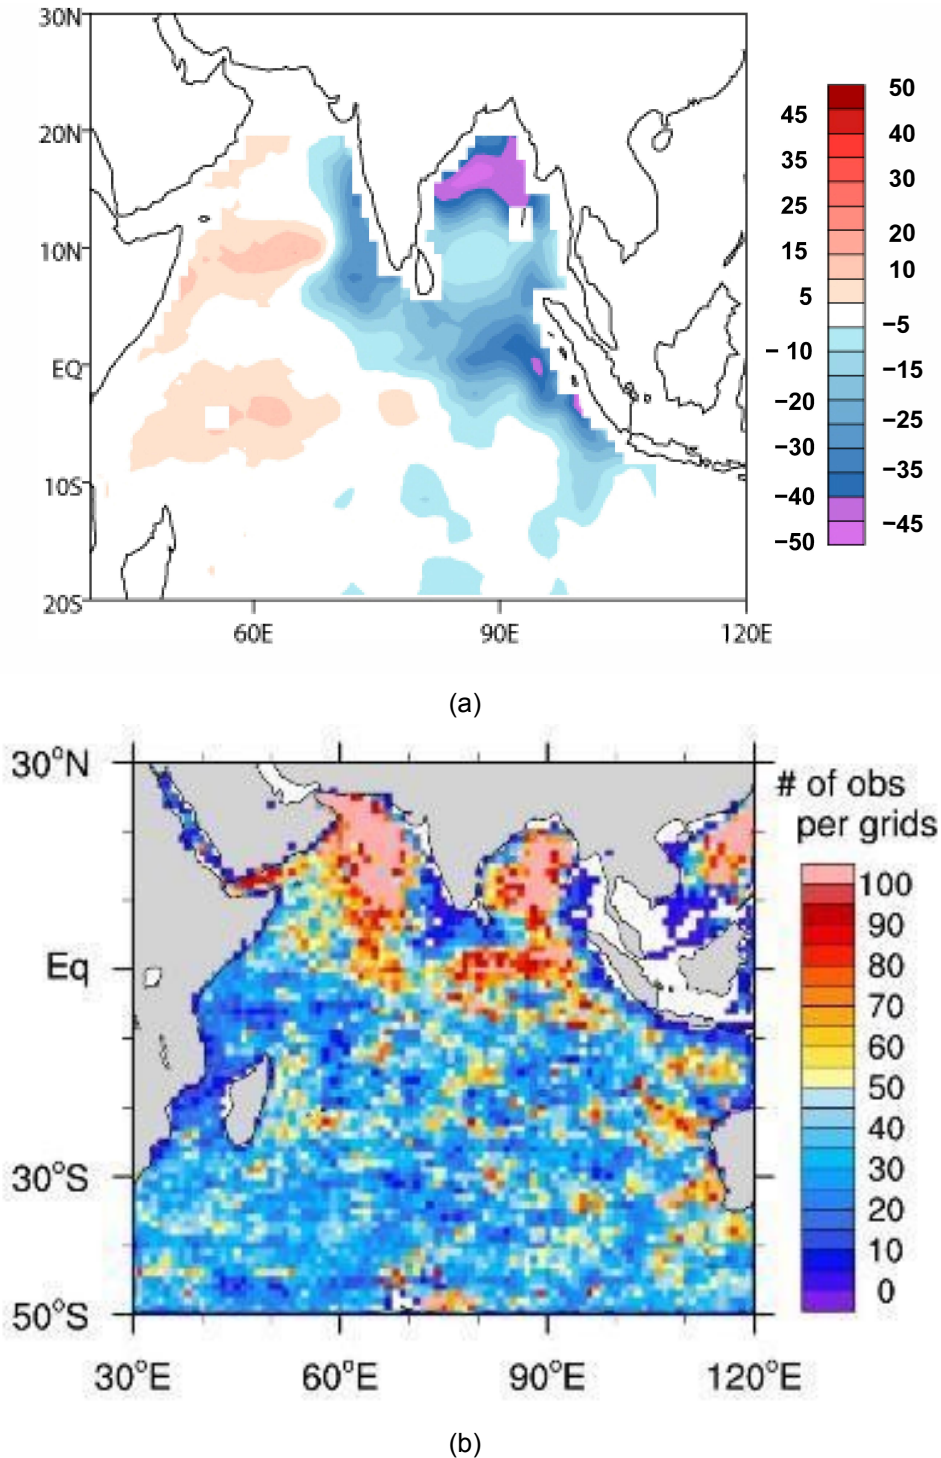 30N
20N
10N
EQ
10S
20S
60E
90E
120E
50
45
40
35
30
25
20
15
10
5
−5
− 10
−15
−20
−25
−30
−35
−40
−45
−50
(a)
30°N
Eq
30°S
50°S
30°E
60°E
90°E
120°E
# of obs
per grids
100
90
80
70
60
50
40
30
20
10
0
(b)